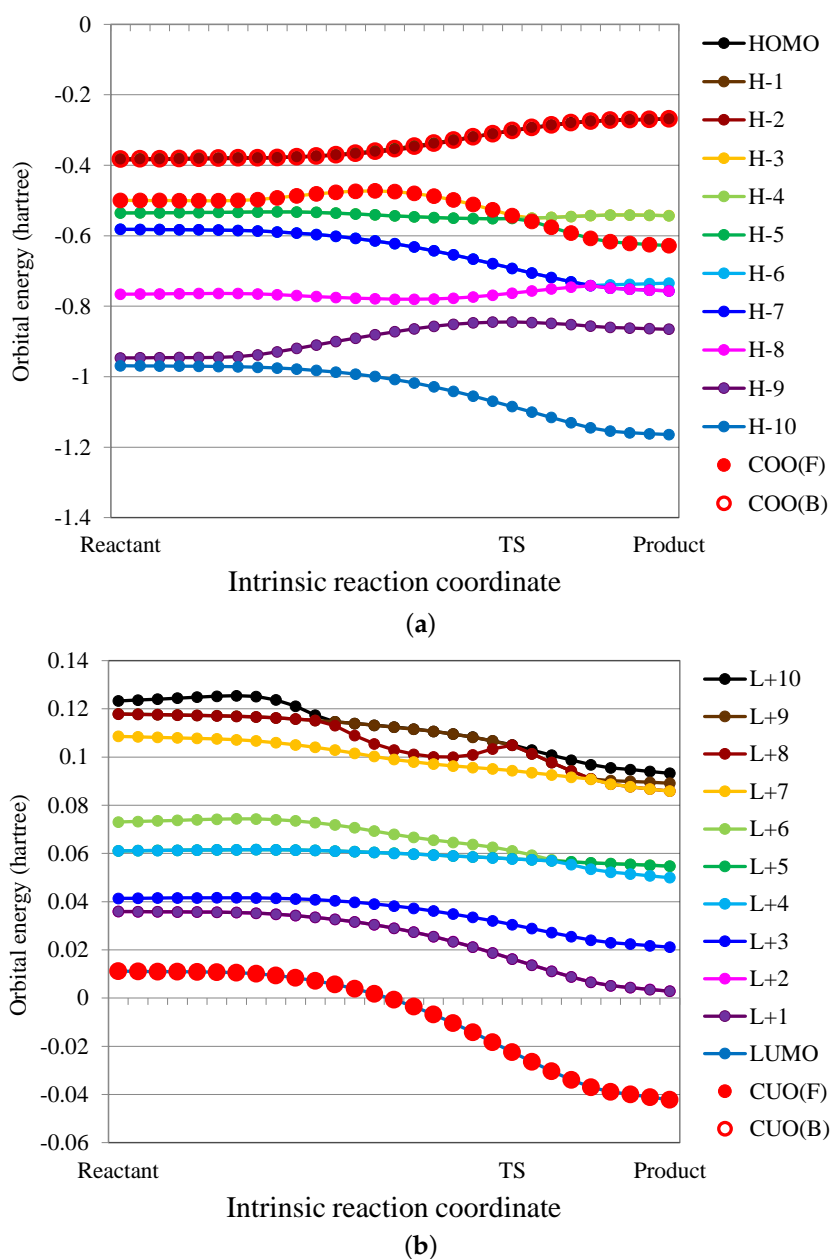 0
-0.2
-0.4
-0.6
-0.8
-1
-1.2
-1.4
Orbital energy (hartree)
Reactant TS Product
Intrinsic reaction coordinate
HOMO
H-1
H-2
H-3
H-4
H-5
H-6
H-7
H-8
H-9
H-10
COO(F)
COO(B)
(a)
0.14
0.12
0.1
0.08
0.06
0.04
0.02
0
-0.02
-0.04
-0.06
Orbital energy (hartree)
Reactant TS Product
Intrinsic reaction coordinate
L+10
L+9
L+8
L+7
L+6
L+5
L+4
L+3
L+2
L+1
LUMO
CUO(F)
CUO(B)
(b)